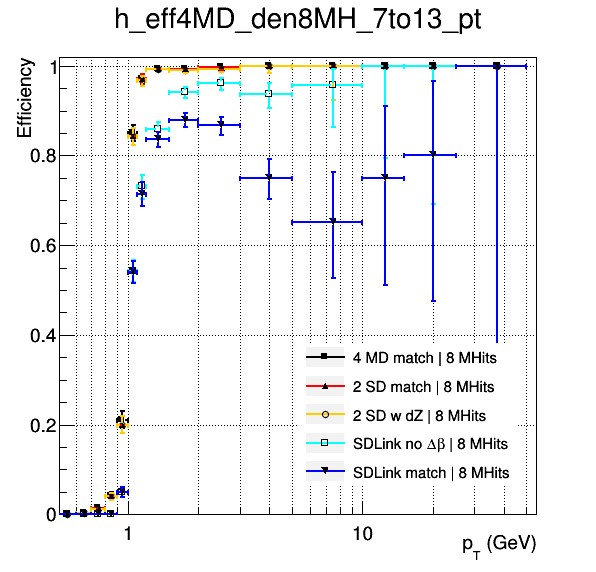 h_eff4MD_den8MH_7to13_pt
Efficiency
1
0.8
0.6
0.4
0.2
0
4 MD match | 8 MHits
2 SD match | 8 MHits
2 SD w dZ | 8 MHits
SDLink no Δβ | 8 MHits
SDLink match | 8 MHits
1
10
p_T (GeV)